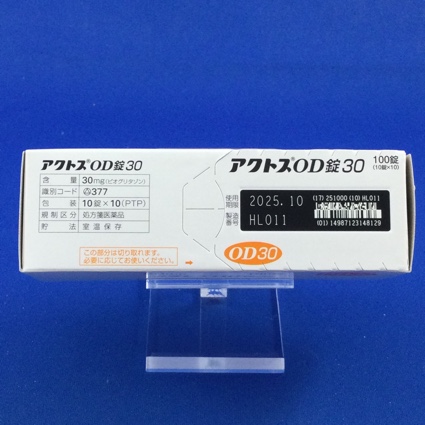 アクトス®OD錠30
含 量 30mg(ピオグリタゾン)
識別コード 377
包 装 10錠×10(PTP)
規制区分 処方箋医薬品
貯 法 室温保存
この部分は切り取れます。
必要に応じてお使いください。
アクトス®OD錠30 100錠
(10錠×10)
使用
期限 2025.10
製造
番号 HL011
(17) 251000 (10) HL011
(01) 14987123148129
OD30